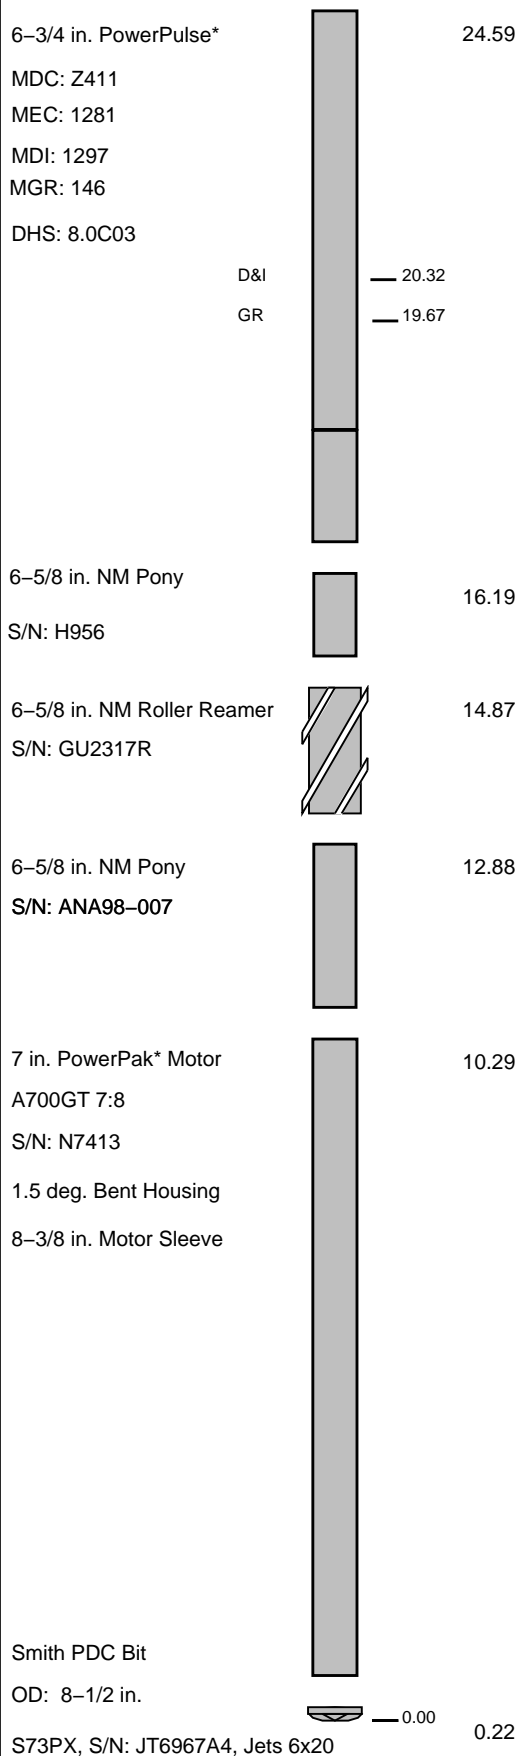 6–3/4 in. PowerPulse* 24.59
MDC: Z411
MEC: 1281
MDI: 1297
MGR: 146
DHS: 8.0C03
D&I 20.32
GR 19.67
6–5/8 in. NM Pony
16.19
S/N: H956
6–5/8 in. NM Roller Reamer 14.87
S/N: GU2317R
6–5/8 in. NM Pony 12.88
S/N: ANA98–007
7 in. PowerPak* Motor 10.29
A700GT 7:8
S/N: N7413
1.5 deg. Bent Housing
8–3/8 in. Motor Sleeve
Smith PDC Bit
OD: 8–1/2 in.
0.00
0.22
S73PX, S/N: JT6967A4, Jets 6x20